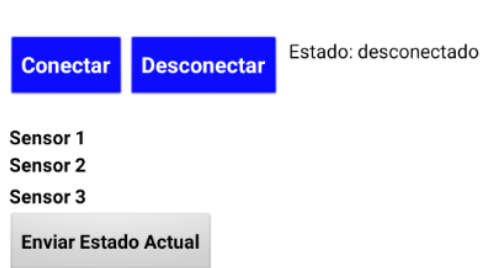 Conectar Desconectar Estado: desconectado
Sensor 1
Sensor 2
Sensor 3
Enviar Estado Actual